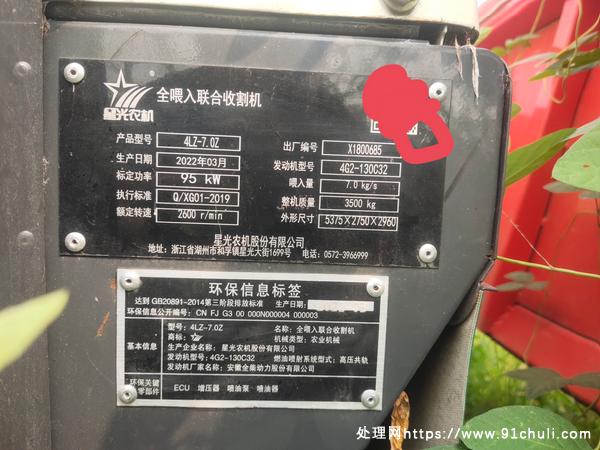 星光农机
全喂入联合收割机
产品型号 4LZ-7.0Z 出厂编号 X1800685
生产日期 2022年03月 发动机型号 4G2-130C32
标定功率 95 kW 喂入量 7.0 kg/s
执行标准 Q/XG01-2019 整机质量 3500 kg
额定转速 2600 r/min 外形尺寸 5375×2750×2960
星光农机股份有限公司
地址：浙江省湖州市和孚镇星光大街1699号 电话：0572-3966999
环保信息标签
达到 GB20891-2014第三阶段排放标准 生产日期：
环保信息公开编号：CN FJ G3 00 000N000004 000003
基本信息
型号：4LZ-7.0Z 名称：全喂入联合收割机
商标： 机械类型：农业机械
生产企业名称：星光农机股份有限公司
发动机型号：4G2-130C32 燃油喷射系统型式：高压共轨
发动机厂家名称：安徽全柴动力股份有限公司
环保关键零部件
ECU 增压器 喷油泵 喷油器
处理网https://www.91chuli.com/